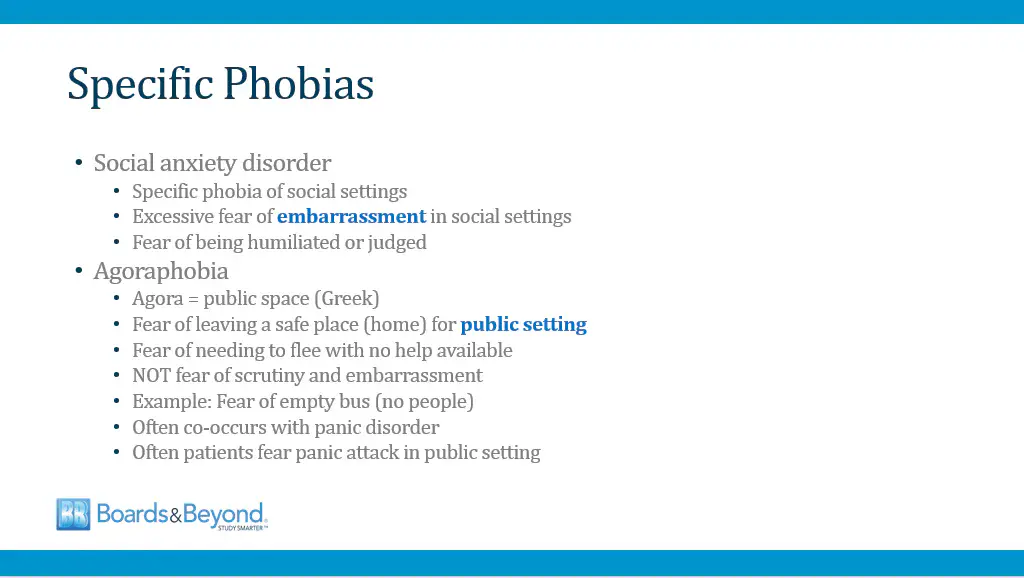 Specific Phobias
• Social anxiety disorder
• Specific phobia of social settings
• Excessive fear of embarrassment in social settings
• Fear of being humiliated or judged
• Agoraphobia
• Agora = public space (Greek)
• Fear of leaving a safe place (home) for public setting
• Fear of needing to flee with no help available
• NOT fear of scrutiny and embarrassment
• Example: Fear of empty bus (no people)
• Often co-occurs with panic disorder
• Often patients fear panic attack in public setting
BB Boards&Beyond.
STUDY SMARTER™